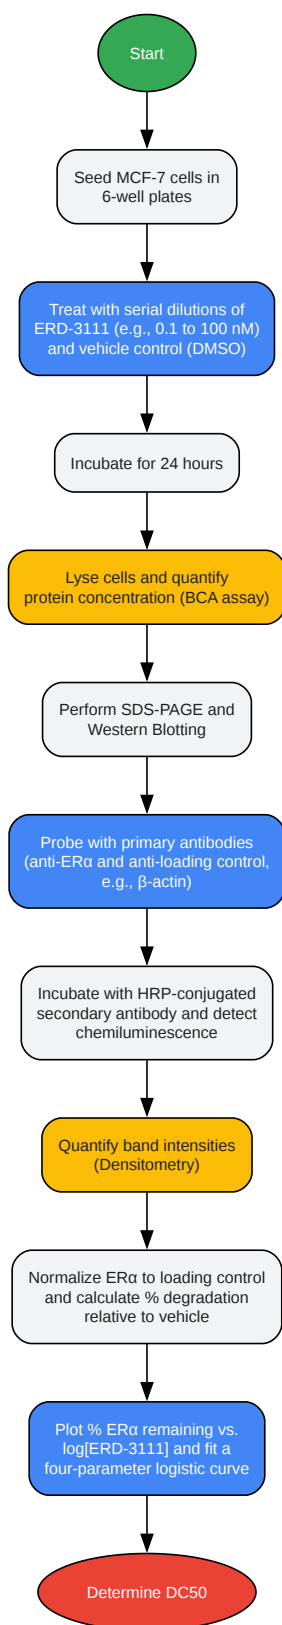 Start
Seed MCF-7 cells in
6-well plates
Treat with serial dilutions of
ERD-3111 (e.g., 0.1 to 100 nM)
and vehicle control (DMSO)
Incubate for 24 hours
Lyse cells and quantify
protein concentration (BCA assay)
Perform SDS-PAGE and
Western Blotting
Probe with primary antibodies
(anti-ERα and anti-loading control,
e.g., β-actin)
Incubate with HRP-conjugated
secondary antibody and detect
chemiluminescence
Quantify band intensities
(Densitometry)
Normalize ERα to loading control
and calculate % degradation
relative to vehicle
Plot % ERα remaining vs.
log[ERD-3111] and fit a
four-parameter logistic curve
Determine DC50